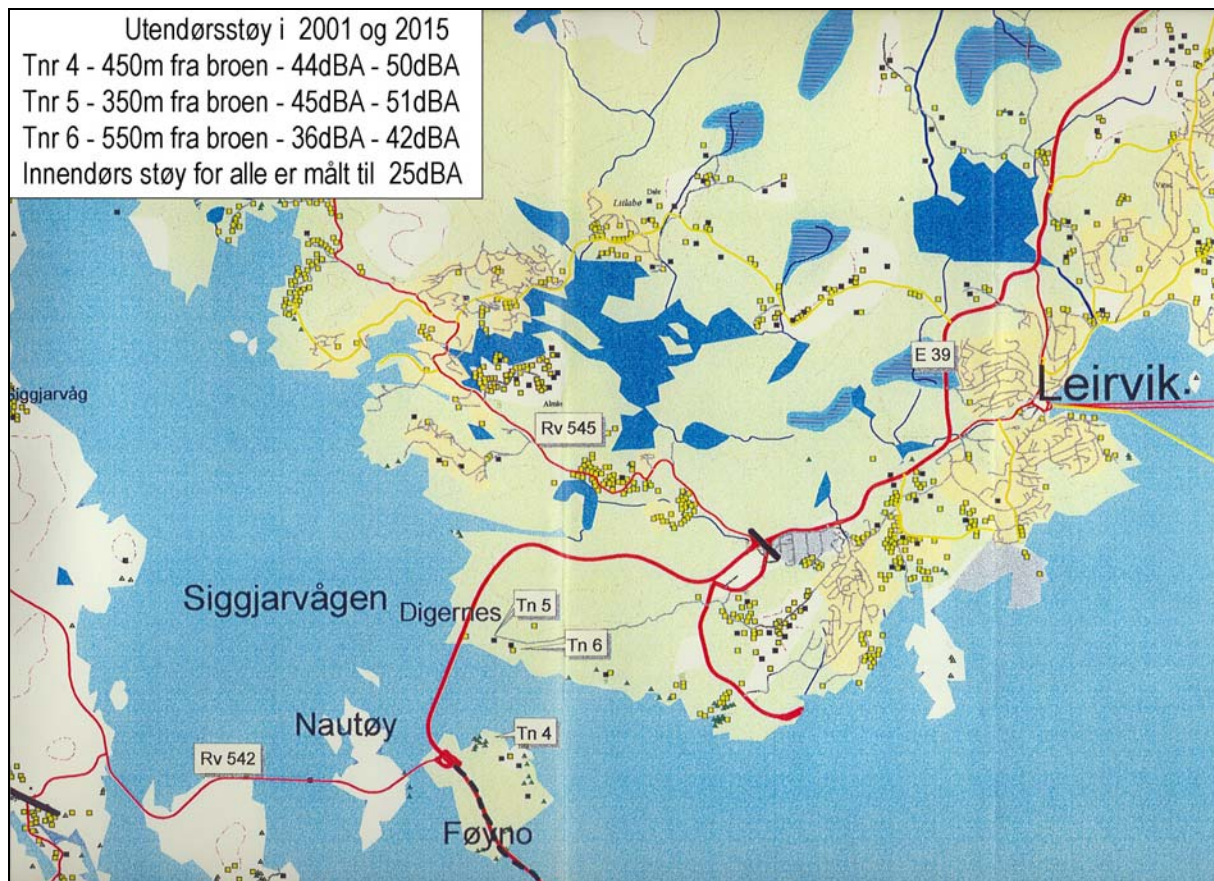 Utendørsstøy i 2001 og 2015
Tnr 4 - 450m fra broen - 44dBA - 50dBA
Tnr 5 - 350m fra broen - 45dBA - 51dBA
Tnr 6 - 550m fra broen - 36dBA - 42dBA
Innendørs støy for alle er målt til 25dBA
Dale
Litlabø
E 39
Leirvik.
Siggjarvåg
Rv 545
Siggjarvågen
Digernes
Tn 5
Tn 6
Nautøy
Tn 4
Rv 542
Føyno